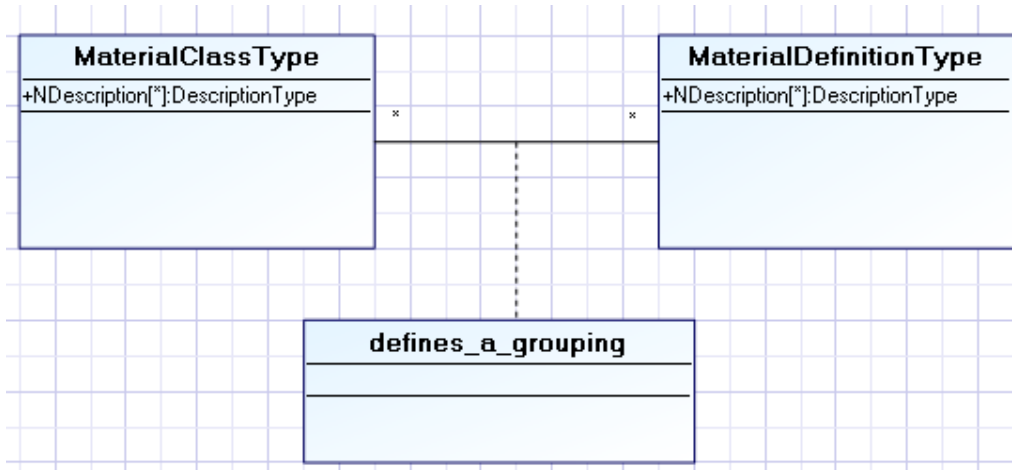 MaterialClassType
+NDescription[*]:DescriptionType
*
*
MaterialDefinitionType
+NDescription[*]:DescriptionType
defines_a_grouping